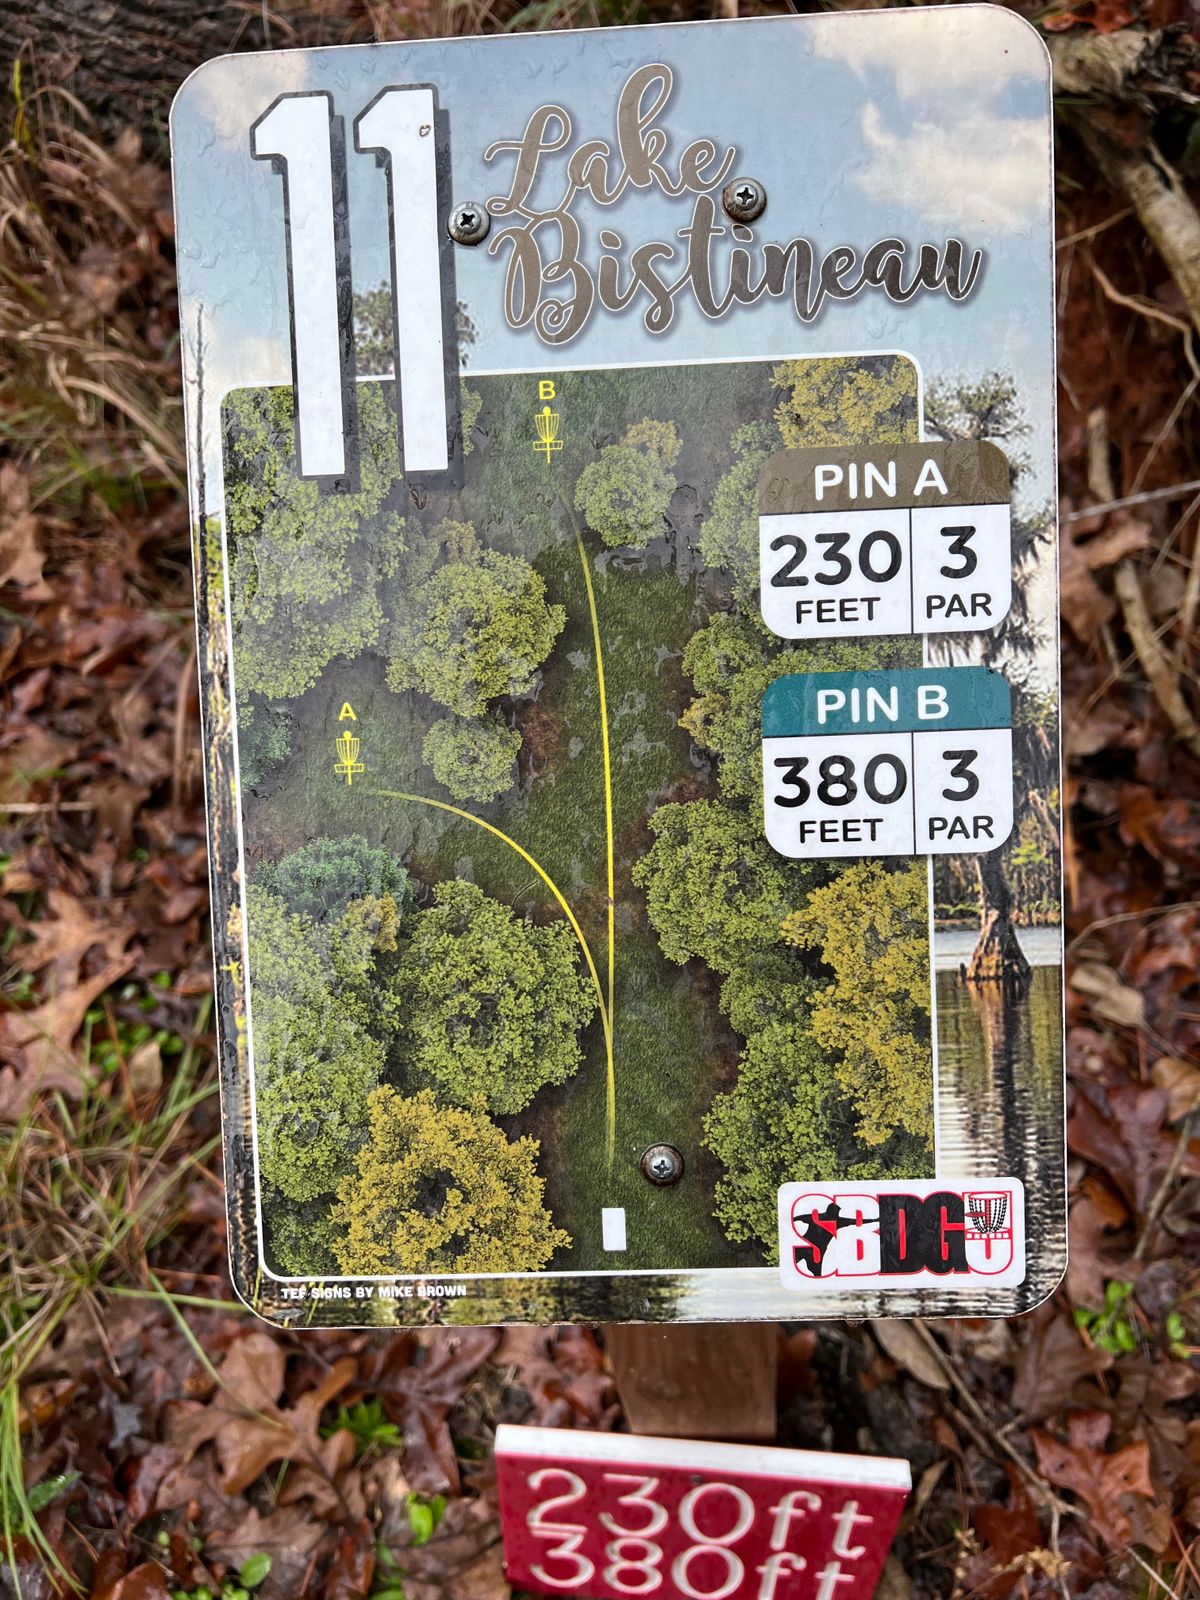 11
Lake
Bistineau
B
PIN A
230
FEET
3
PAR
A
PIN B
380
FEET
3
PAR
SBDGU
TEE SIGNS BY MIKE BROWN
230ft
380ft